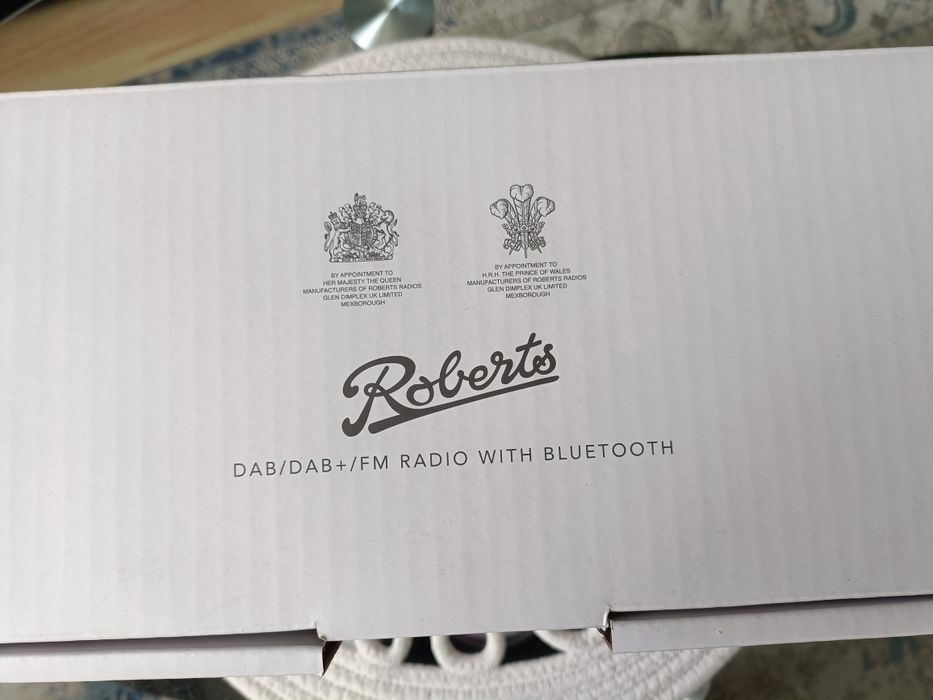 BY APPOINTMENT TO
HER MAJESTY THE QUEEN
MANUFACTURERS OF ROBERTS RADIOS
GLEN DIMPLEX UK LIMITED
MEXBOROUGH
BY APPOINTMENT TO
H.R.H. THE PRINCE OF WALES
MANUFACTURERS OF ROBERTS RADIOS
GLEN DIMPLEX UK LIMITED
MEXBOROUGH
Roberts
DAB/DAB+/FM RADIO WITH BLUETOOTH